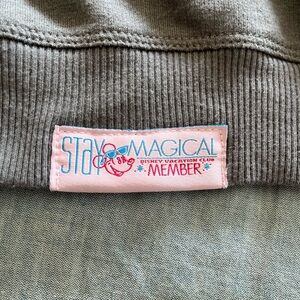 Stay MAGICAL
DISNEY VACATION CLUB
MEMBER